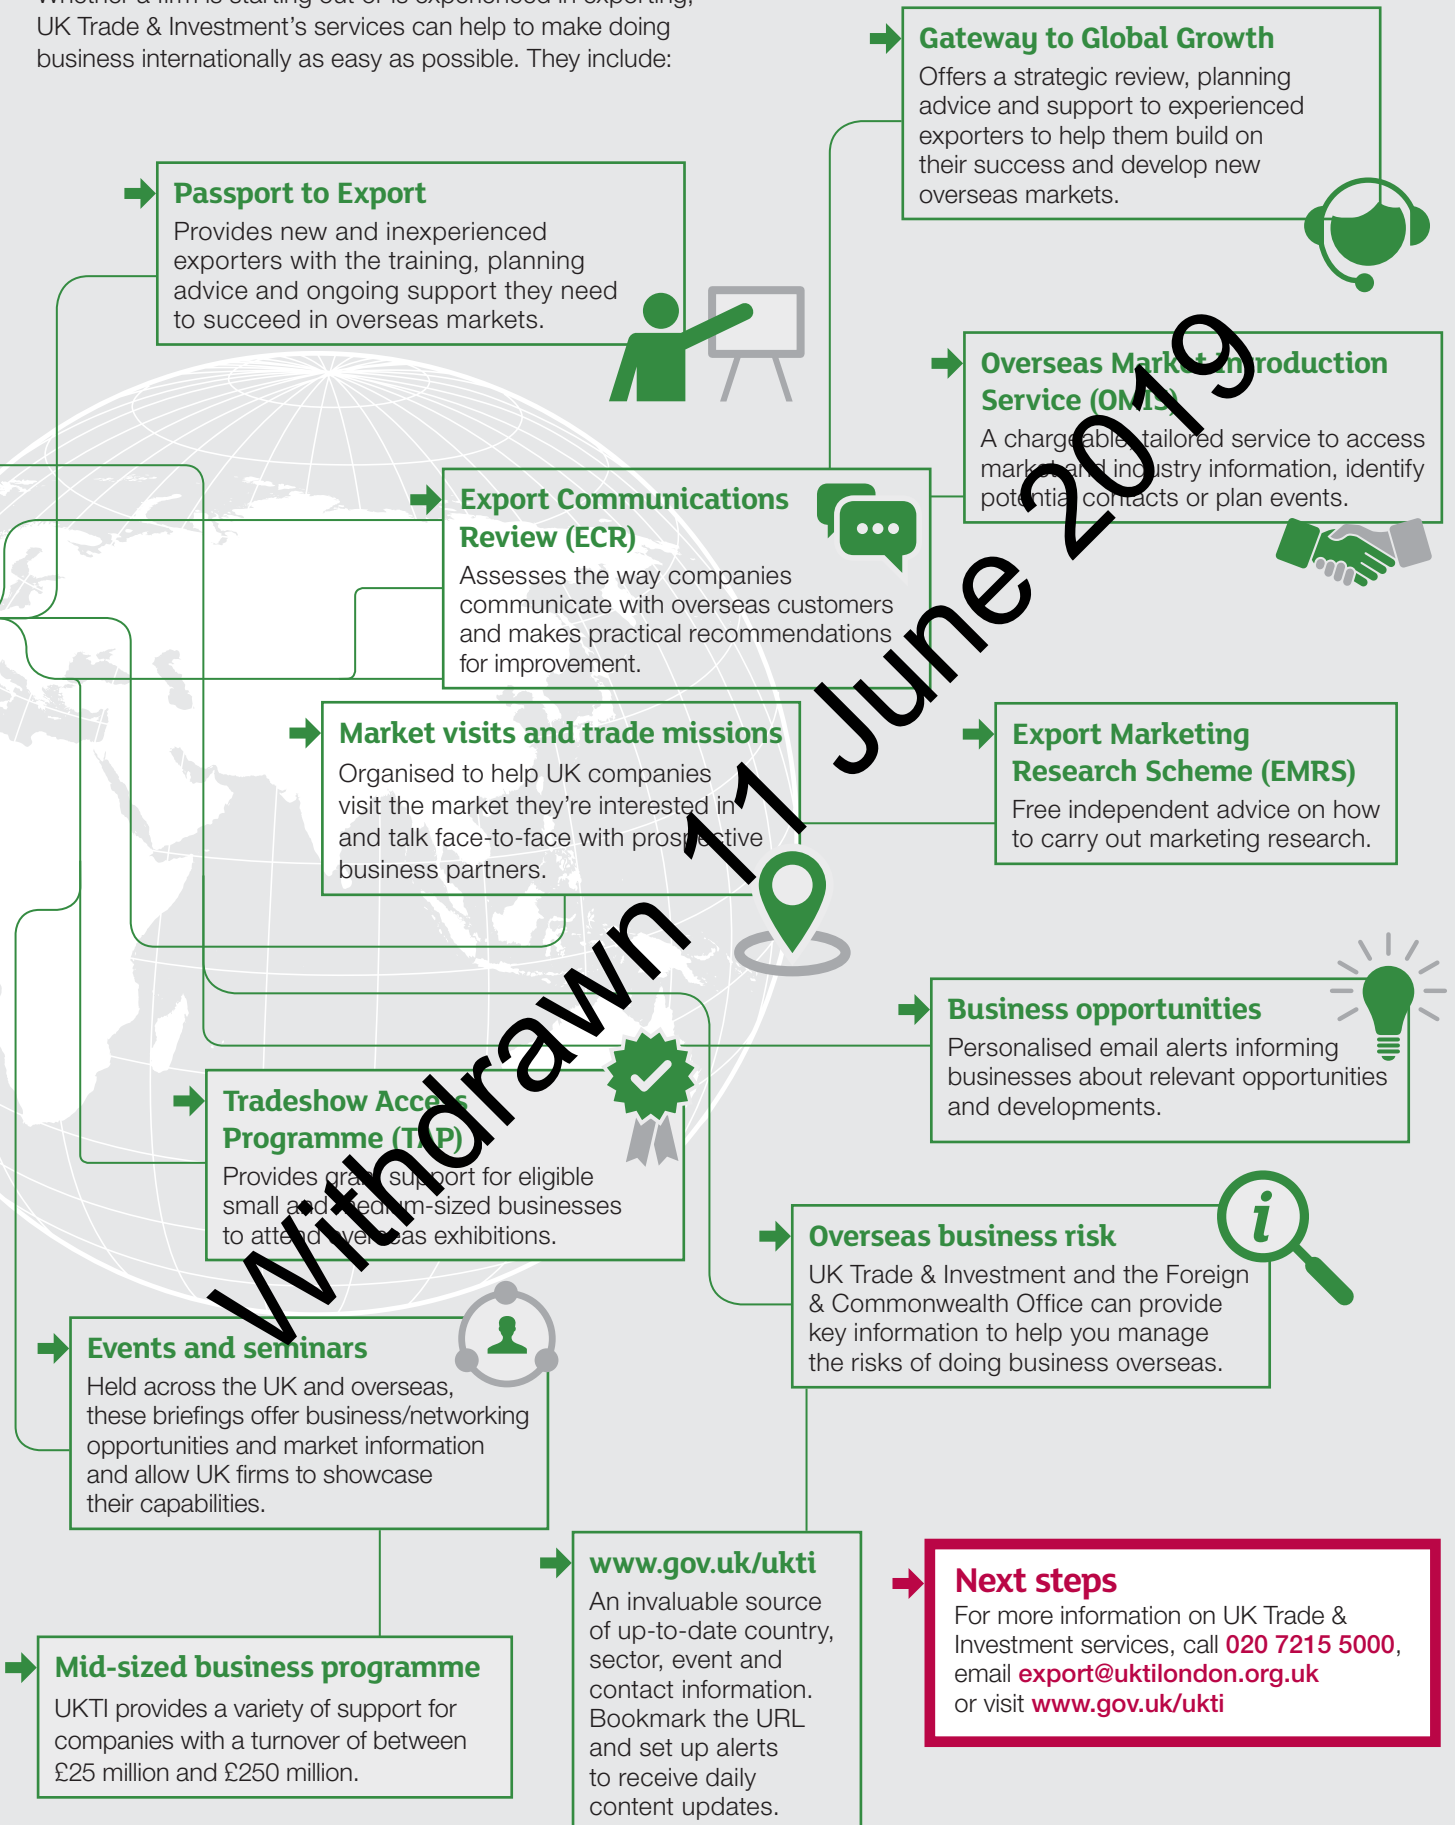 UK Trade & Investment’s services can help to make doing
business internationally as easy as possible. They include:
Gateway to Global Growth
Offers a strategic review, planning
advice and support to experienced
exporters to help them build on
their success and develop new
overseas markets.
Passport to Export
Provides new and inexperienced
exporters with the training, planning
advice and ongoing support they need
to succeed in overseas markets.
Overseas Market Introduction
Service (OMIS)
A chargeable, tailored service to access
market and industry information, identify
potential contacts or plan events.
Export Communications
Review (ECR)
Assesses the way companies
communicate with overseas customers
and makes practical recommendations
for improvement.
Market visits and trade missions
Organised to help UK companies
visit the market they’re interested in
and talk face-to-face with prospective
business partners.
Export Marketing
Research Scheme (EMRS)
Free independent advice on how
to carry out marketing research.
Business opportunities
Personalised email alerts informing
businesses about relevant opportunities
and developments.
Tradeshow Access
Programme (TAP)
Provides grant support for eligible
small and medium-sized businesses
to attend overseas exhibitions.
Overseas business risk
UK Trade & Investment and the Foreign
& Commonwealth Office can provide
key information to help you manage
the risks of doing business overseas.
i
Events and seminars
Held across the UK and overseas,
these briefings offer business/networking
opportunities and market information
and allow UK firms to showcase
their capabilities.
www.gov.uk/ukti
An invaluable source
of up-to-date country,
sector, event and
contact information.
Bookmark the URL
and set up alerts
to receive daily
content updates.
Next steps
For more information on UK Trade &
Investment services, call 020 7215 5000,
email export@uktilondon.org.uk
or visit www.gov.uk/ukti
Mid-sized business programme
UKTI provides a variety of support for
companies with a turnover of between
£25 million and £250 million.
Withdrawn 11 June 2019